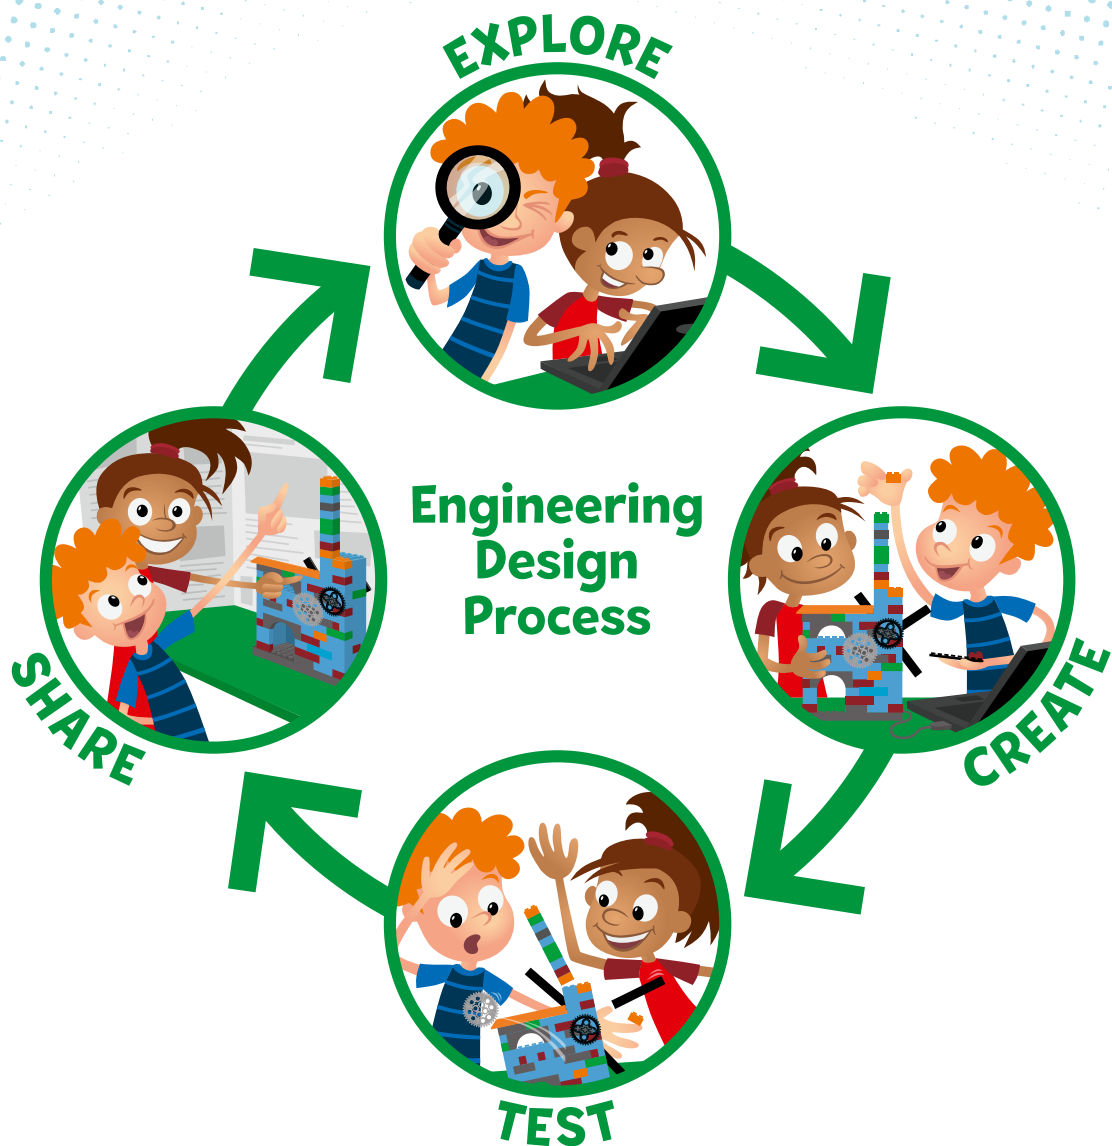 EXPLORE
Engineering
Design
Process
SHARE
CREATE
TEST